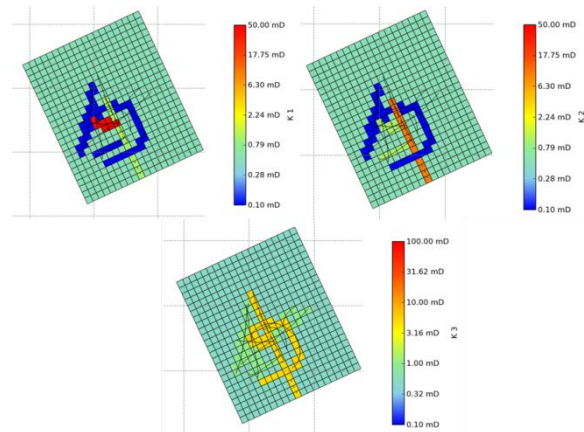 50.00 mD
17.75 mD
6.30 mD
2.24 mD
0.79 mD
0.28 mD
0.10 mD
K 1
50.00 mD
17.75 mD
6.30 mD
2.24 mD
0.79 mD
0.28 mD
0.10 mD
K 2
100.00 mD
31.62 mD
10.00 mD
3.16 mD
1.00 mD
0.32 mD
0.10 mD
K 3